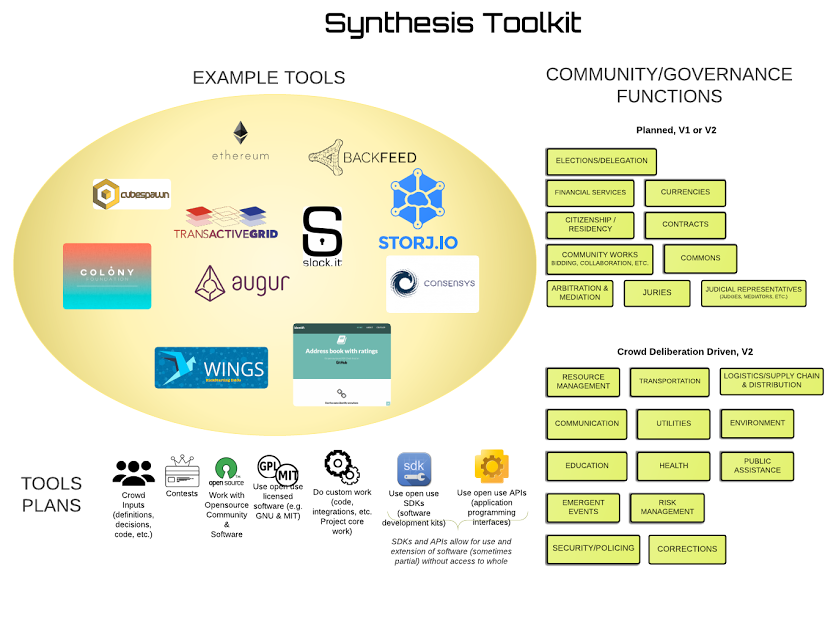 Synthesis Toolkit
EXAMPLE TOOLS
ethereum
BACKFEED
cubespawn
TRANSACTIVEGRID
slock.it
STORJ.IO
COLÓNY
FOUNDATION
augur
CONSENSYS
WINGS
Address book with ratings
GitHub
COMMUNITY/GOVERNANCE
FUNCTIONS
Planned, V1 or V2
ELECTIONS/DELEGATION
FINANCIAL SERVICES
CURRENCIES
CITIZENSHIP /
RESIDENCY
CONTRACTS
COMMUNITY WORKS
BIDDING, COLLABORATION, ETC.
COMMONS
ARBITRATION &
MEDIATION
JURIES
JUDICIAL REPRESENTATIVES
(JUDGES, MEDIATORS, ETC.)
Crowd Deliberation Driven, V2
RESOURCE
MANAGEMENT
TRANSPORTATION
LOGISTICS/SUPPLY CHAIN
& DISTRIBUTION
COMMUNICATION
UTILITIES
ENVIRONMENT
EDUCATION
HEALTH
PUBLIC
ASSISTANCE
EMERGENT
EVENTS
RISK
MANAGEMENT
SECURITY/POLICING
CORRECTIONS
TOOLS
PLANS
Crowd
Inputs
(definitions,
decisions,
code, etc.)
Contests
open source
Work with
Opensource
Community
&
Software
GPL
MIT
Use open use
licensed
software (e.g.
GNU & MIT)
Do custom work
(code,
integrations, etc.
Project core
work)
sdk
Use open use
SDKs
(software
development kits)
Use open use APIs
(application
programming
interfaces)
SDKs and APIs allow for use and
extension of software (sometimes
partial) without access to whole